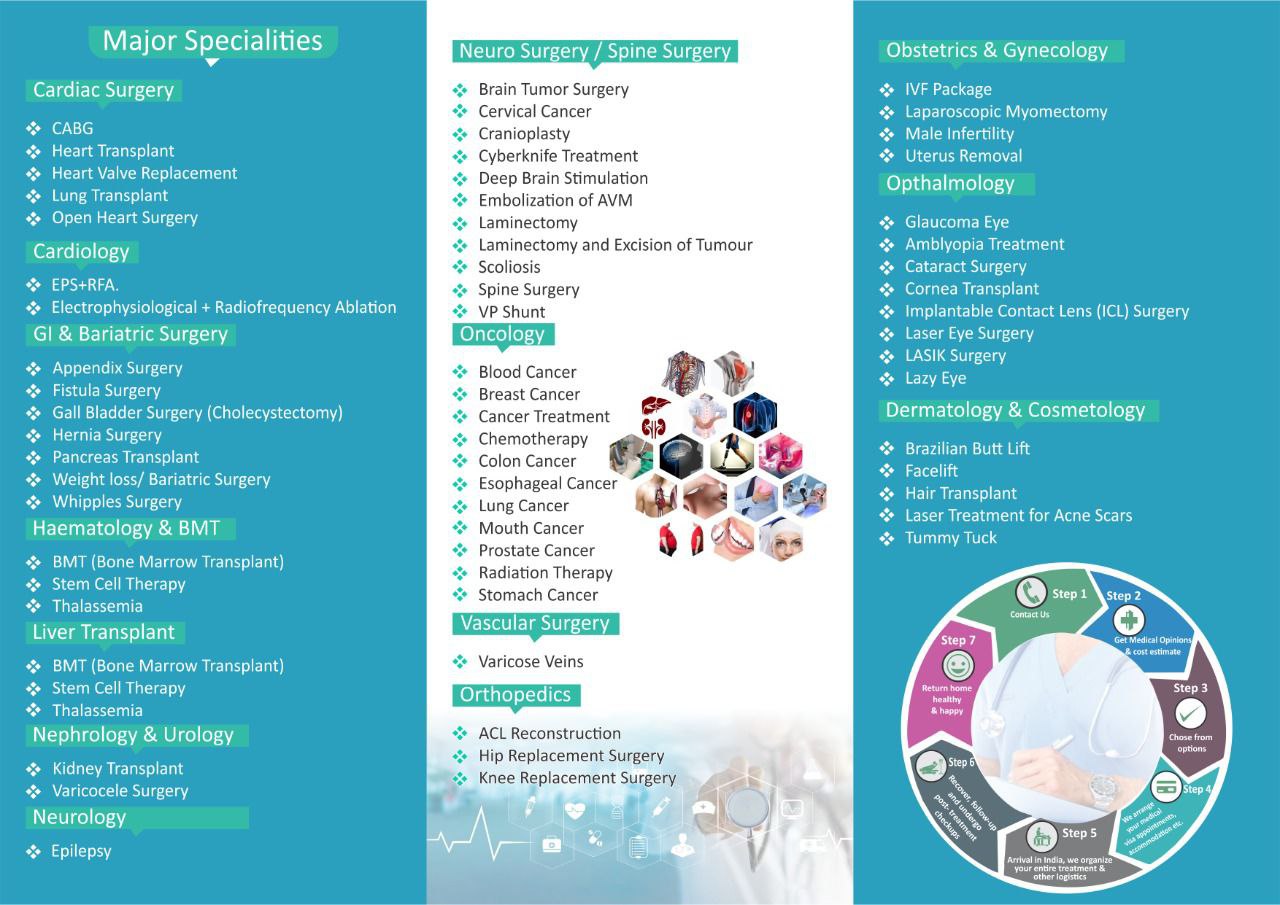 Major Specialities
Cardiac Surgery
CABG
Heart Transplant
Heart Valve Replacement
Lung Transplant
Open Heart Surgery
Cardiology
EPS+RFA.
Electrophysiological + Radiofrequency Ablation
GI & Bariatric Surgery
Appendix Surgery
Fistula Surgery
Gall Bladder Surgery (Cholecystectomy)
Hernia Surgery
Pancreas Transplant
Weight loss/ Bariatric Surgery
Whipples Surgery
Haematology & BMT
BMT (Bone Marrow Transplant)
Stem Cell Therapy
Thalassemia
Liver Transplant
BMT (Bone Marrow Transplant)
Stem Cell Therapy
Thalassemia
Nephrology & Urology
Kidney Transplant
Varicocele Surgery
Neurology
Epilepsy
Neuro Surgery / Spine Surgery
Brain Tumor Surgery
Cervical Cancer
Cranioplasty
Cyberknife Treatment
Deep Brain Stimulation
Embolization of AVM
Laminectomy
Laminectomy and Excision of Tumour
Scoliosis
Spine Surgery
VP Shunt
Oncology
Blood Cancer
Breast Cancer
Cancer Treatment
Chemotherapy
Colon Cancer
Esophageal Cancer
Lung Cancer
Mouth Cancer
Prostate Cancer
Radiation Therapy
Stomach Cancer
Vascular Surgery
Varicose Veins
Orthopedics
ACL Reconstruction
Hip Replacement Surgery
Knee Replacement Surgery
Obstetrics & Gynecology
IVF Package
Laparoscopic Myomectomy
Male Infertility
Uterus Removal
Opthalmology
Glaucoma Eye
Amblyopia Treatment
Cataract Surgery
Cornea Transplant
Implantable Contact Lens (ICL) Surgery
Laser Eye Surgery
LASIK Surgery
Lazy Eye
Dermatology & Cosmetology
Brazilian Butt Lift
Facelift
Hair Transplant
Laser Treatment for Acne Scars
Tummy Tuck
Step 1
Contact Us
Step 2
Get Medical Opinions
& cost estimate
Step 3
Chose from
options
Step 4
We arrange
your medical
visa appointments,
accommodation etc.
Step 5
Arrival in India, we organize
your entire treatment &
other logistics
Step 6
Recover, follow-up
and undergo
post- treatment
checkups
Step 7
Return home
healthy
& happy